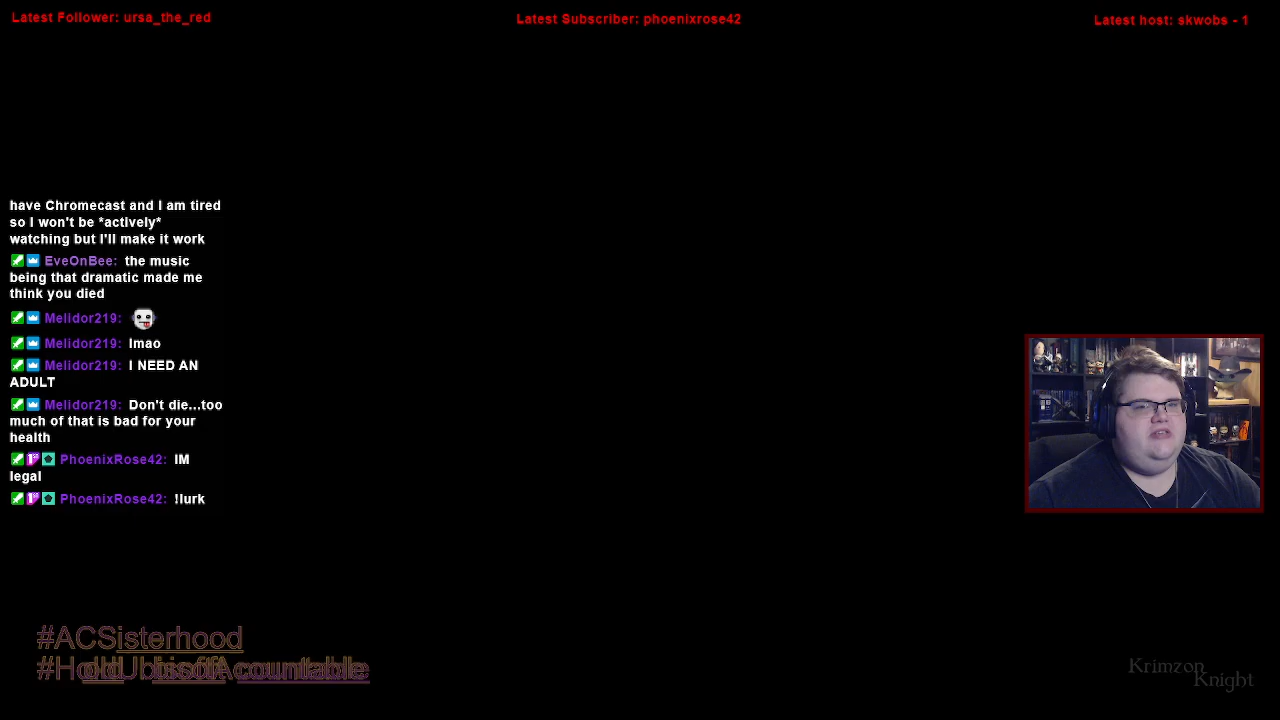 Latest Follower: ursa_the_red
Latest Subscriber: phoenixrose42
Latest host: skwobs - 1
have Chromecast and I am tired
so I won't be *actively*
watching but I'll make it work
EveOnBee: the music
being that dramatic made me
think you died
Melidor219:
Melidor219: lmao
Melidor219: I NEED AN
ADULT
Melidor219: Don't die...too
much of that is bad for your
health
PhoenixRose42: IM
legal
PhoenixRose42: !lurk
#ACSisterhood
#HoldUbisoftAccountable
Krimzon
Knight